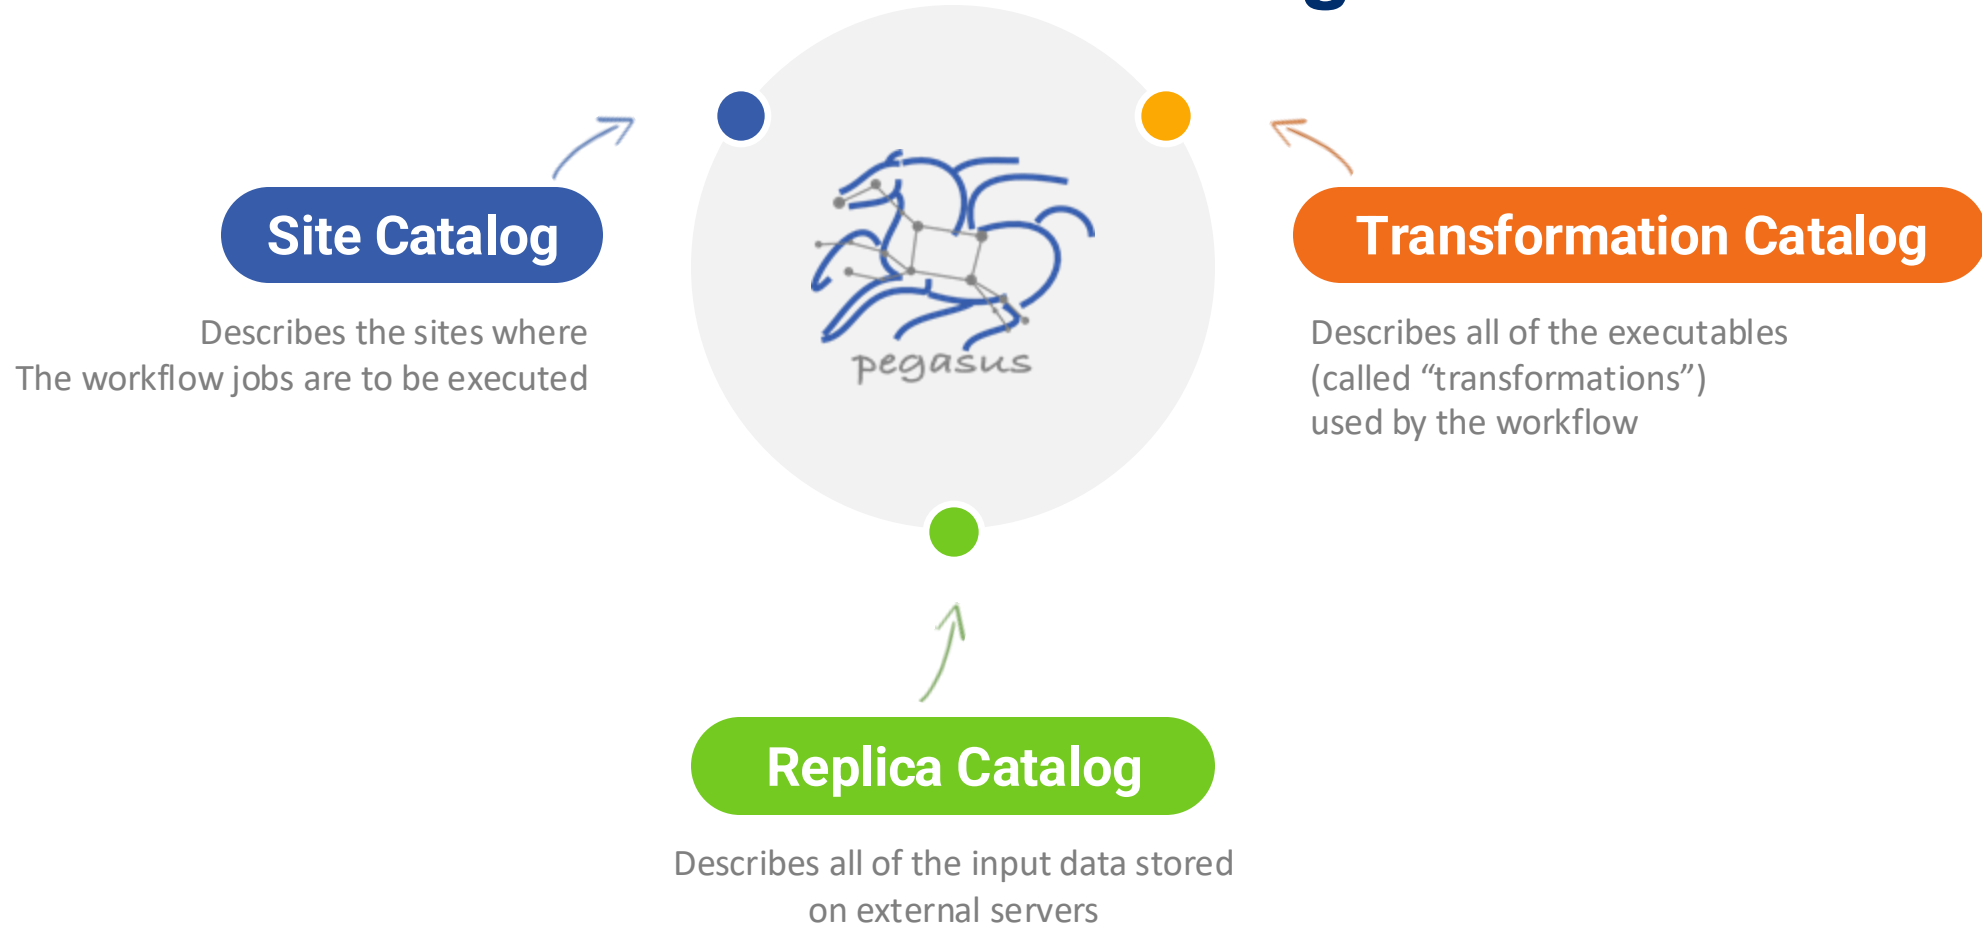 Site Catalog
Describes the sites where
The workflow jobs are to be executed
pegasus
Transformation Catalog
Describes all of the executables
(called “transformations”)
used by the workflow
Replica Catalog
Describes all of the input data stored
on external servers